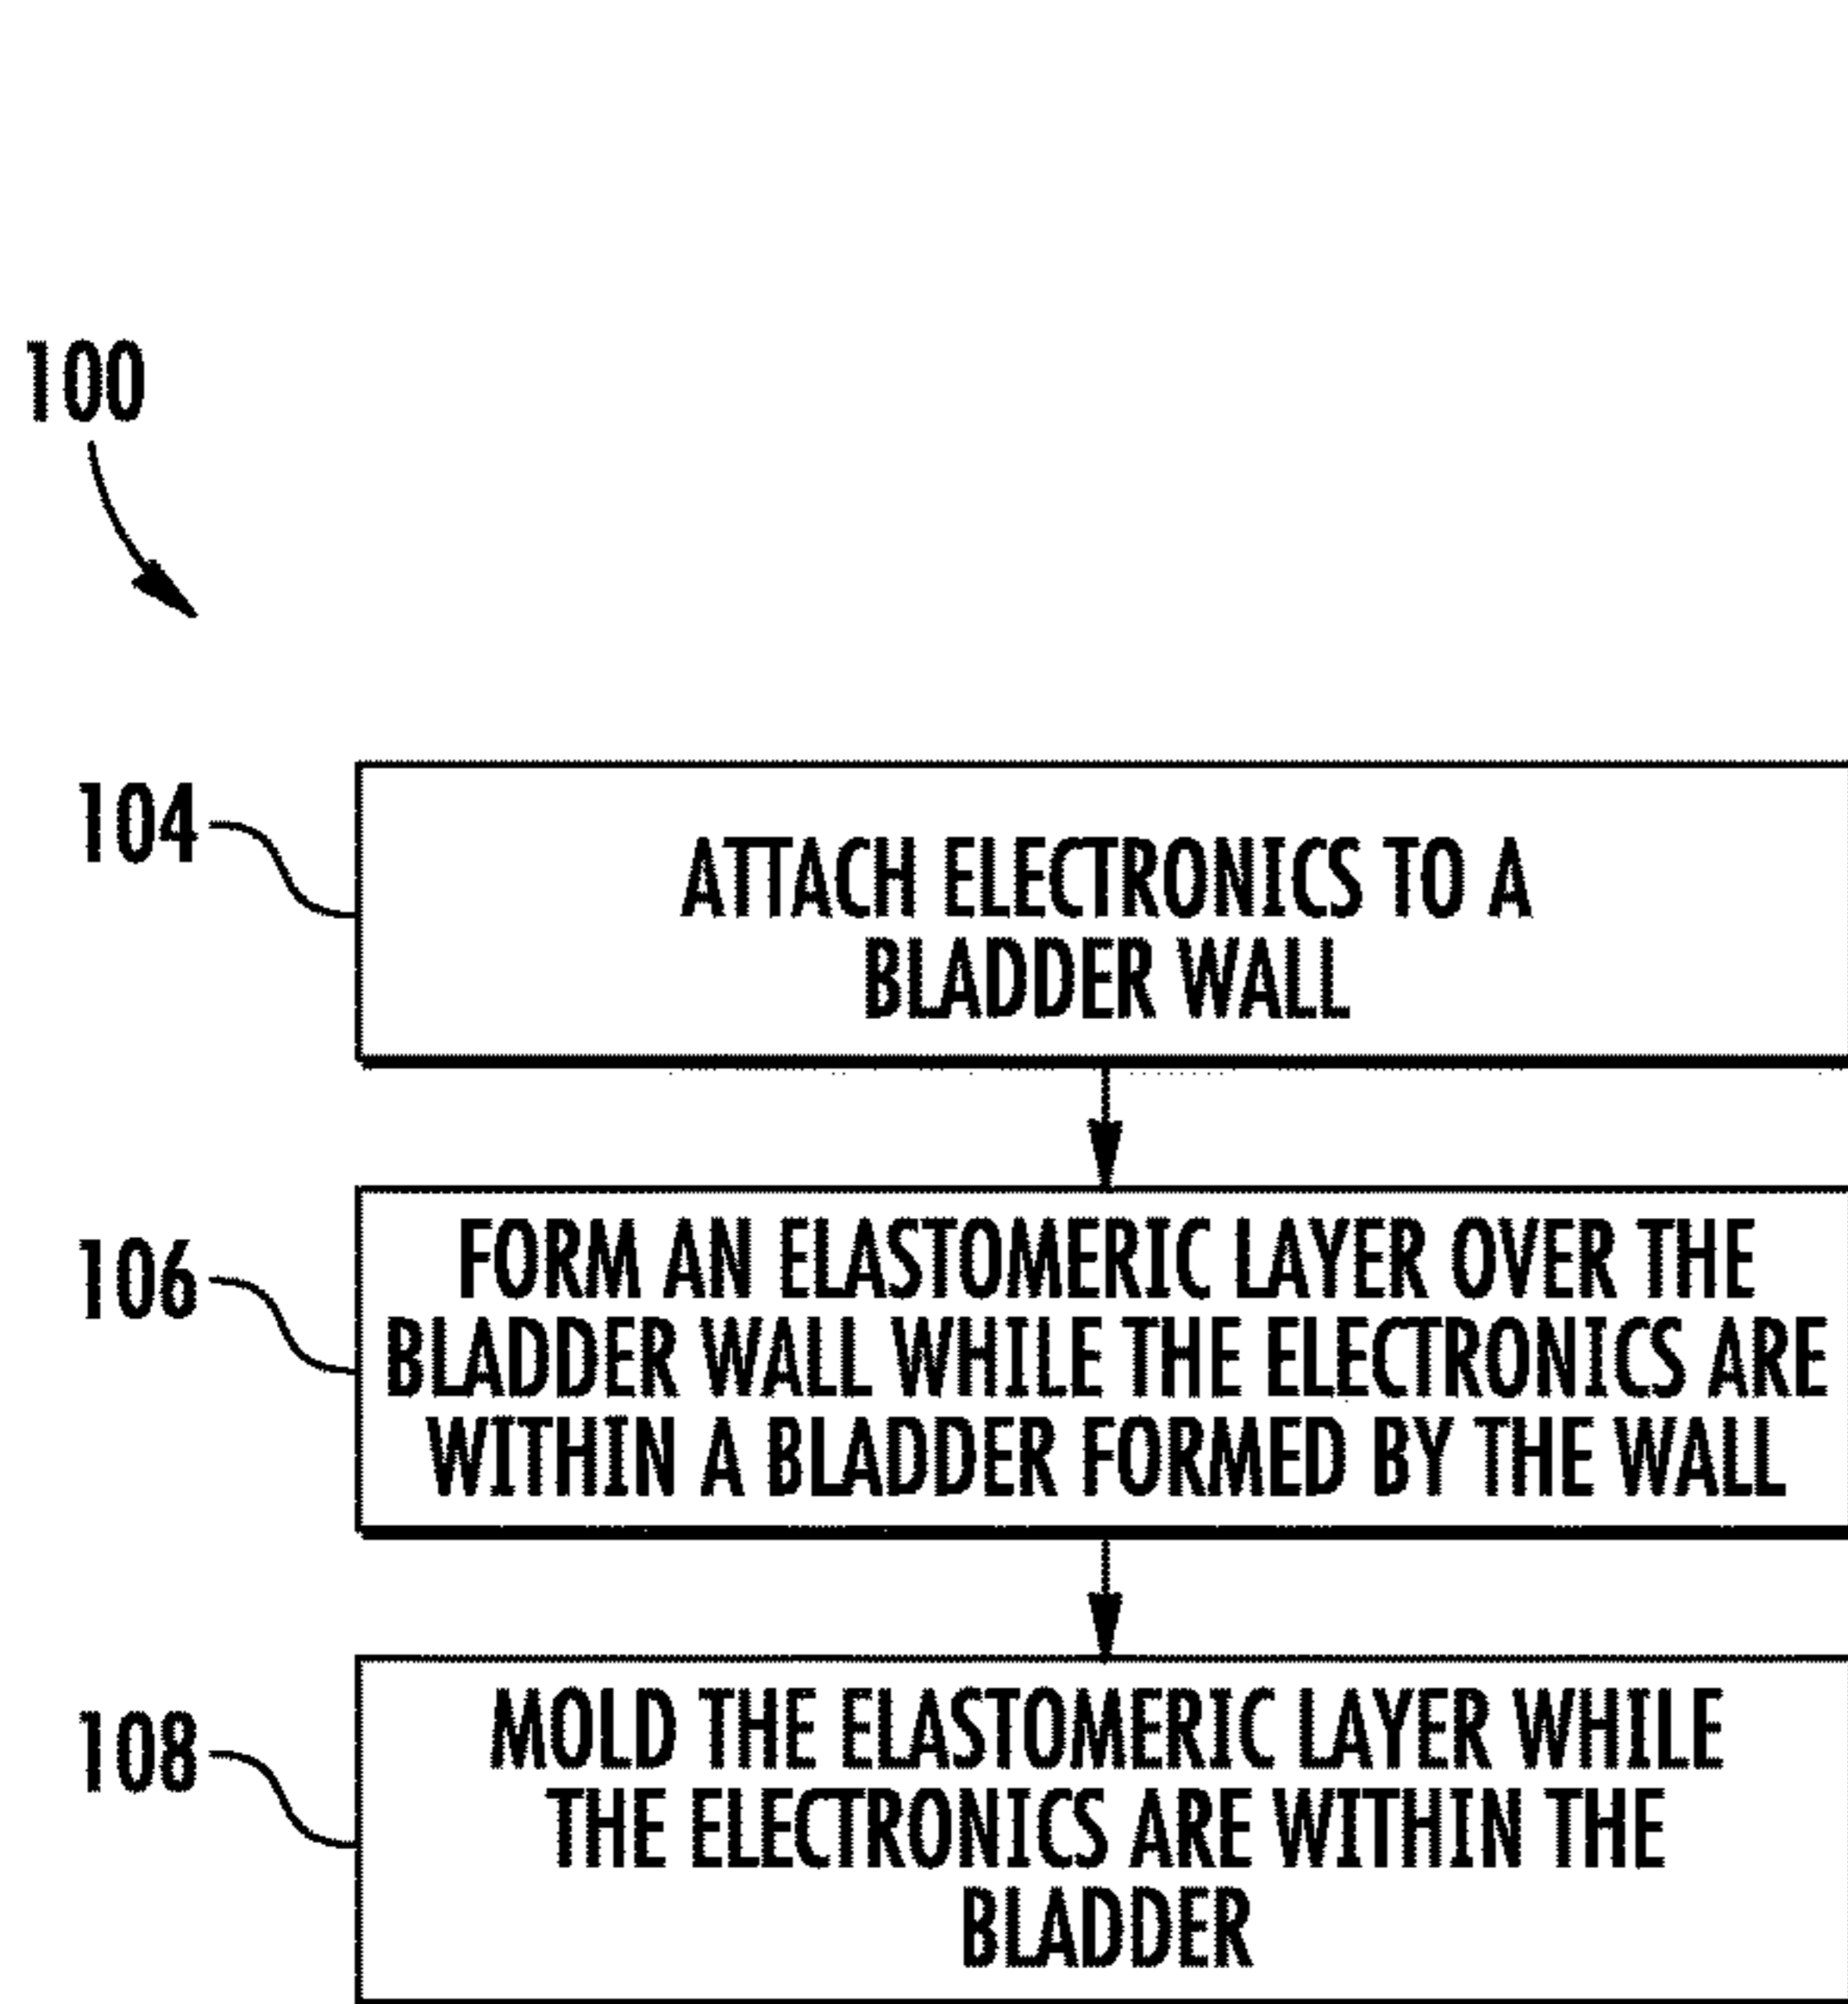 100
104
ATTACH ELECTRONICS TO A
BLADDER WALL
106
FORM AN ELASTOMERIC LAYER OVER THE
BLADDER WALL WHILE THE ELECTRONICS ARE
WITHIN A BLADDER FORMED BY THE WALL
108
MOLD THE ELASTOMERIC LAYER WHILE
THE ELECTRONICS ARE WITHIN THE
BLADDER